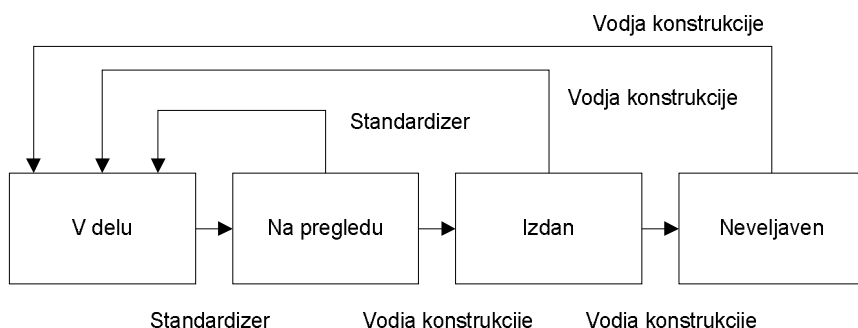 Vodja konstrukcije
Vodja konstrukcije
Standardizer
V delu
Na pregledu
Izdan
Neveljaven
Standardizer
Vodja konstrukcije
Vodja konstrukcije